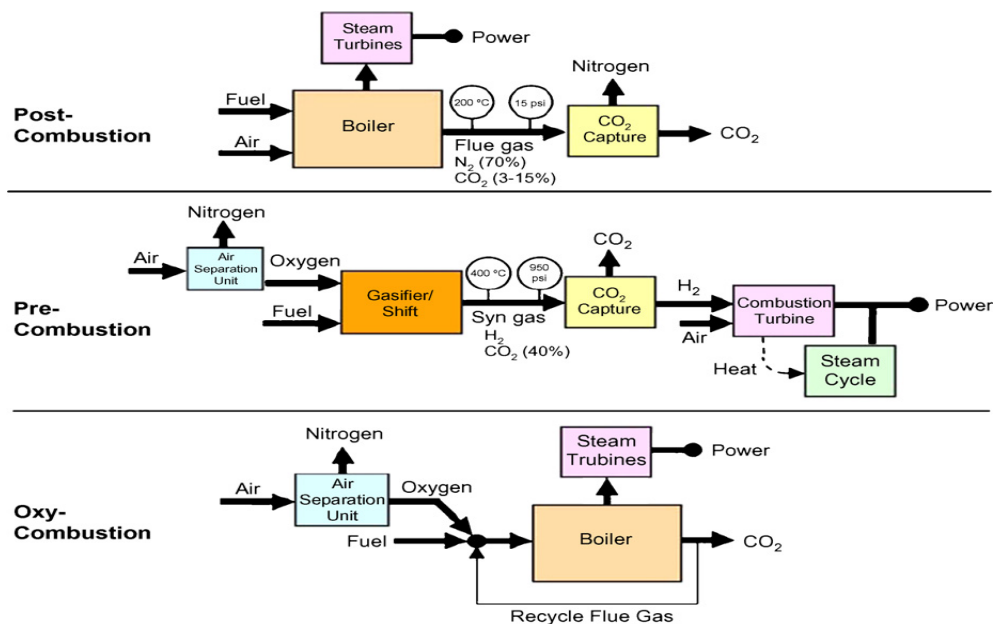 Post-
Combustion
Steam
Turbines
Power
Fuel
Air
Boiler
200 °C
15 psi
Flue gas
N₂ (70%)
CO₂ (3-15%)
Nitrogen
CO₂
Capture
CO₂
Pre-
Combustion
Nitrogen
Air
Air
Separation
Unit
Oxygen
Fuel
Gasifier/
Shift
400 °C
950
psi
Syn gas
H₂
CO₂ (40%)
CO₂
CO₂
Capture
H₂
Air
Combustion
Turbine
Power
Heat
Steam
Cycle
Oxy-
Combustion
Nitrogen
Air
Air
Separation
Unit
Oxygen
Fuel
Steam
Trubines
Power
Boiler
CO₂
Recycle Flue Gas